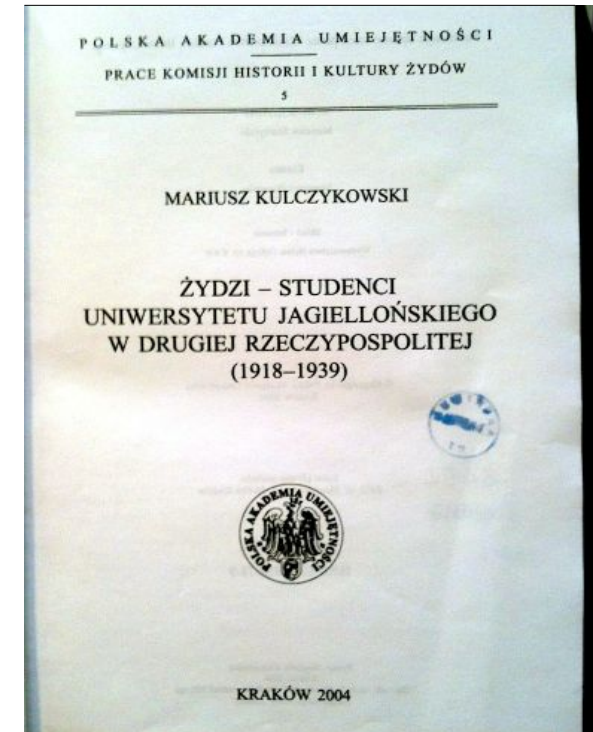 POLSKA AKADEMIA UMIEJĘTNOŚCI
PRACE KOMISJI HISTORII I KULTURY ŻYDÓW
5
MARIUSZ KULCZYKOWSKI
ŻYDZI – STUDENCI
UNIWERSYTETU JAGIELLOŃSKIEGO
W DRUGIEJ RZECZYPOSPOLITEJ
(1918–1939)
POLSKA AKADEMIA UMIEJĘTNOŚCI
KRAKÓW 2004